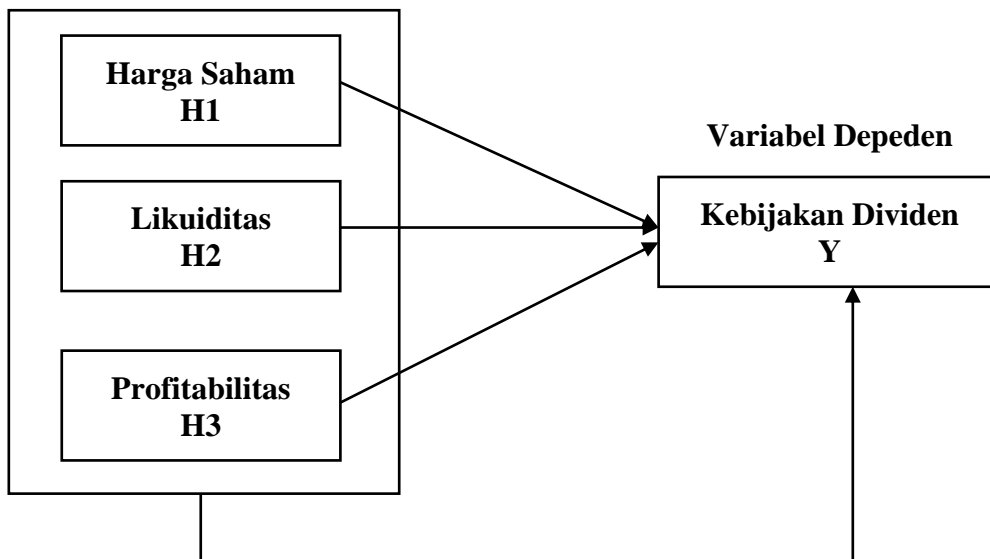 Harga Saham
H1
Likuiditas
H2
Profitabilitas
H3
Variabel Depeden
Kebijakan Dividen
Y